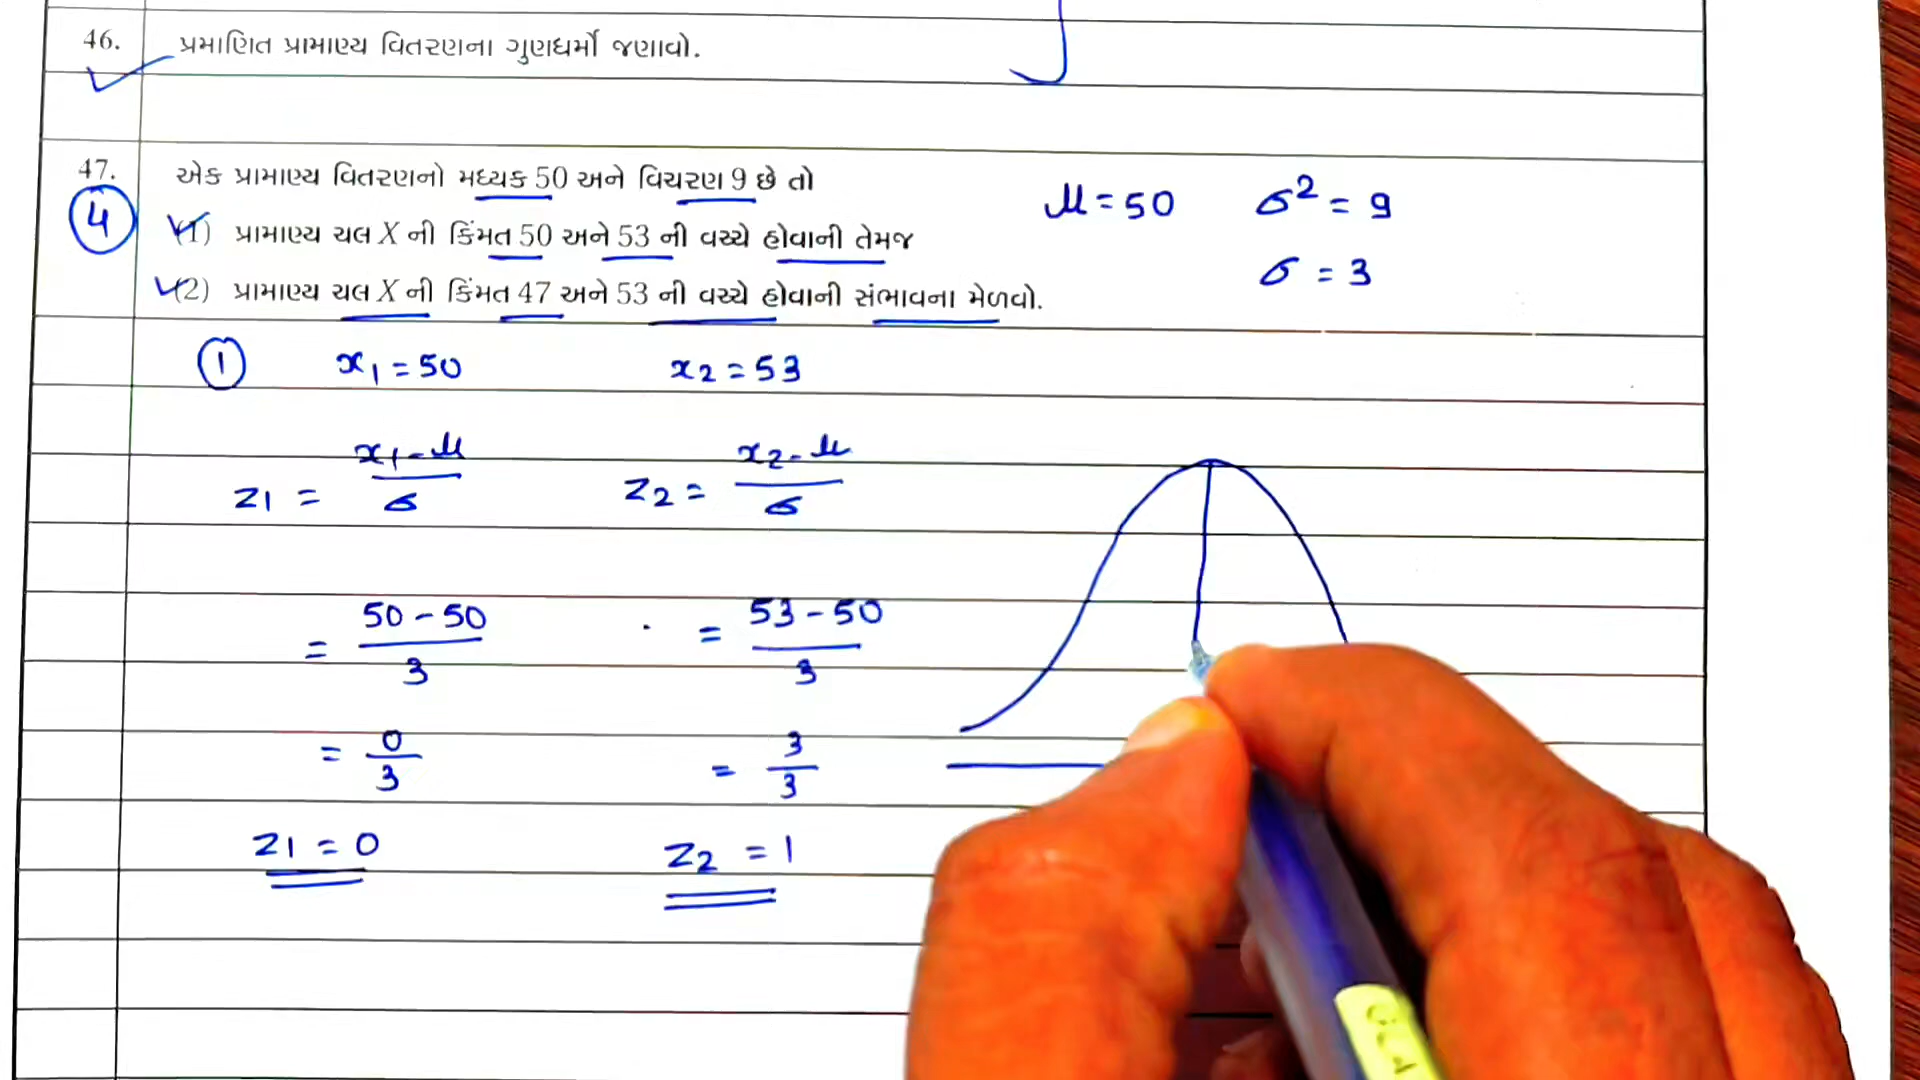 46. પ્રમાણિત પ્રામાણ્ય વિતરણના ગુણધર્મો જણાવો.
47. એક પ્રામાણ્ય વિતરણનો મધ્યક 50 અને વિચરણ 9 છે તો
4 (1) પ્રામાણ્ય ચલ X ની કિંમત 50 અને 53 ની વચ્ચે હોવાની તેમજ
(2) પ્રામાણ્ય ચલ X ની કિંમત 47 અને 53 ની વચ્ચે હોવાની સંભાવના મેળવો.
μ = 50 σ² = 9
σ = 3
1 x₁ = 50 x₂ = 53
z₁ = (x₁ - μ)/σ z₂ = (x₂ - μ)/σ
= (50 - 50)/3 = (53 - 50)/3
= 0/3 = 3/3
z₁ = 0 z₂ = 1